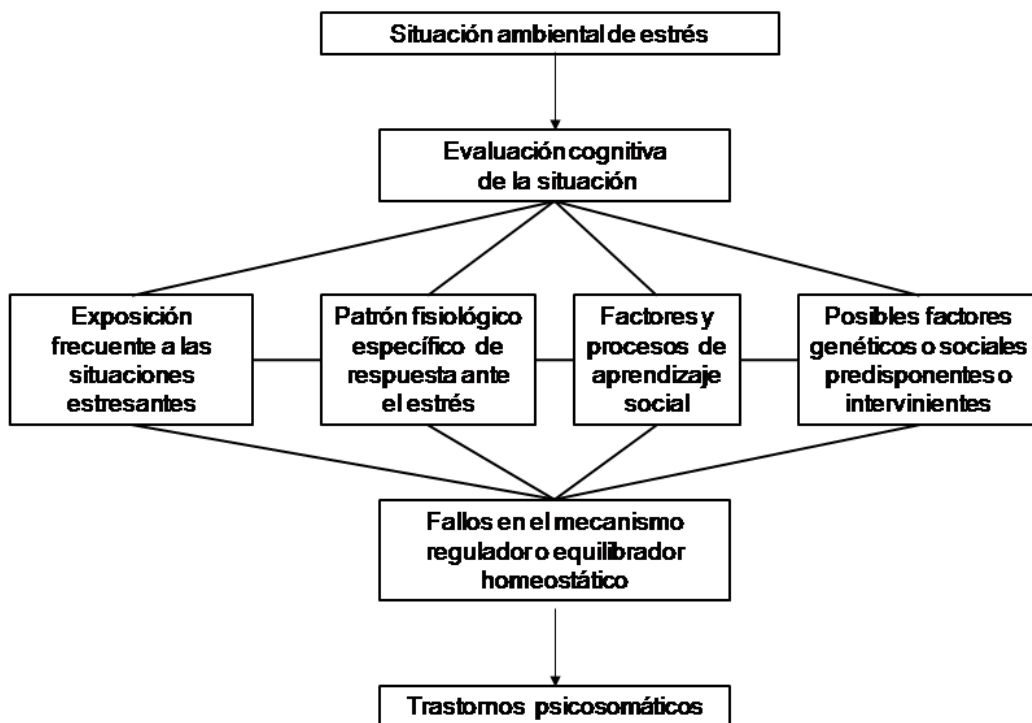 Situación ambiental de estrés
Evaluación cognitiva
de la situación
Exposición
frecuente a las
situaciones
estresantes
Patrón fisiológico
específico de
respuesta ante
el estrés
Factores y
procesos de
aprendizaje
social
Posibles factores
genéticos o sociales
predisponentes o
intervinientes
Fallos en el mecanismo
regulador o equilibrador
homeostático
Trastornos psicosomáticos